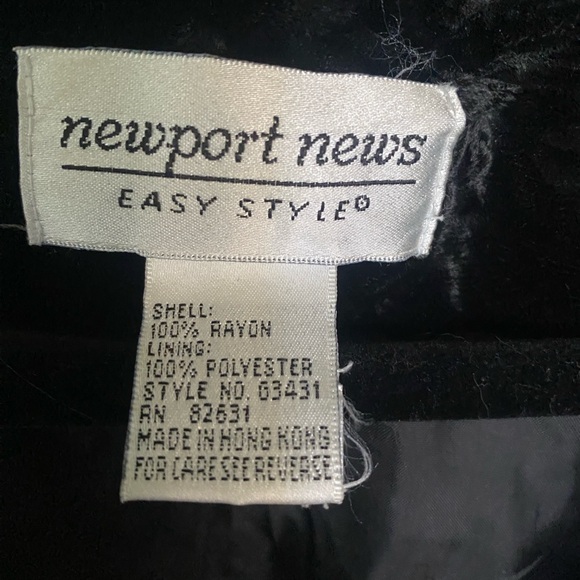 newport news
EASY STYLE®
SHELL:
100% RAYON
LINING:
100% POLYESTER
STYLE NO. 63431
RN 82631
MADE IN HONG KONG
FOR CARE SEE REVERSE